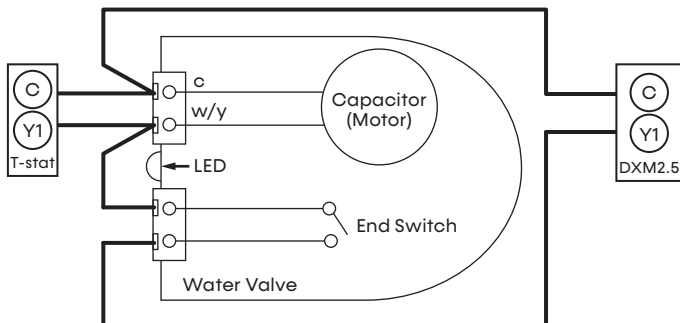 C
Y1
T-stat
c
w/y
Capacitor
(Motor)
LED
End Switch
Water Valve
C
Y1
DXM2.5